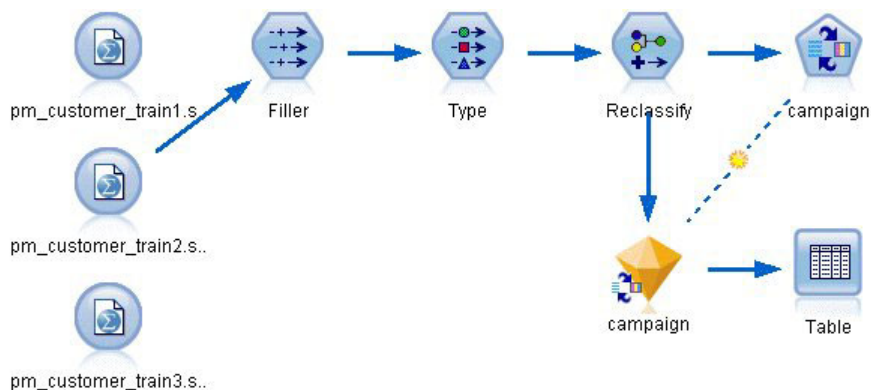 pm_customer_train1.s
Filler
Type
Reclassify
campaign
pm_customer_train2.s..
campaign
Table
pm_customer_train3.s..